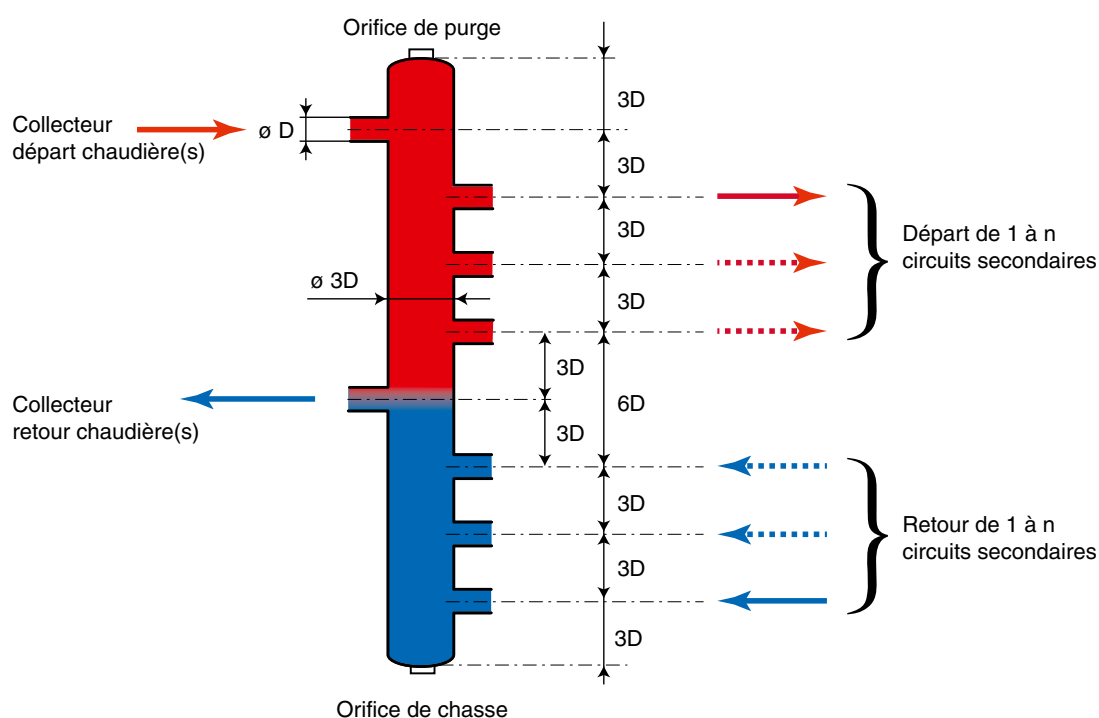 Orifice de purge
3D
Collecteur
départ chaudière(s)
ø D
3D
3D
Départ de 1 à n
circuits secondaires
ø 3D
3D
3D
6D
Collecteur
retour chaudière(s)
3D
3D
Retour de 1 à n
circuits secondaires
3D
3D
Orifice de chasse